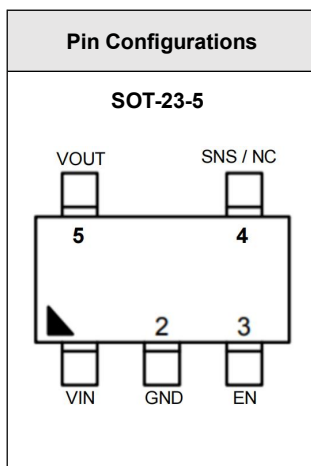 Pin Configurations
SOT-23-5
VOUT SNS / NC
5 4
2 3
VIN GND EN